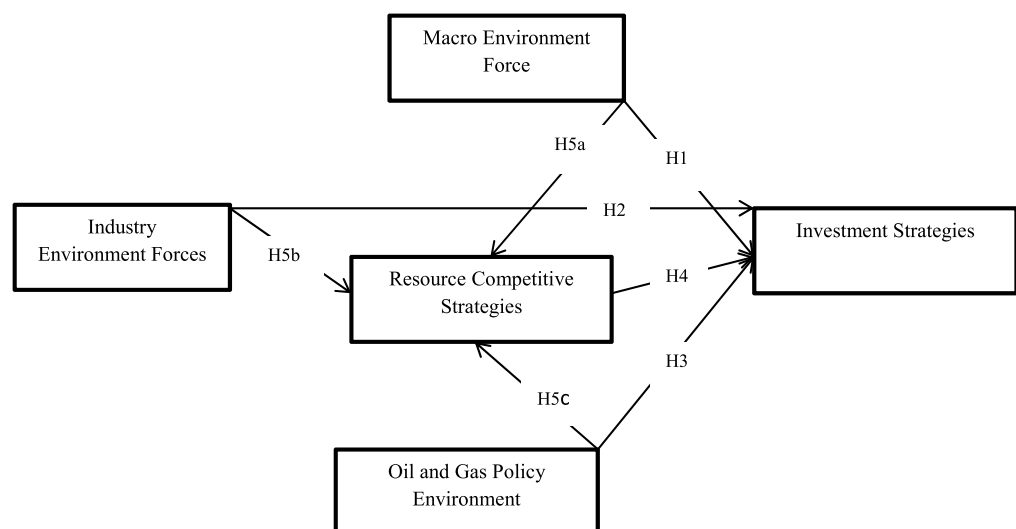 Macro Environment
Force
H5a
H1
Industry
Environment Forces
H2
Investment Strategies
H5b
Resource Competitive
Strategies
H4
H3
H5c
Oil and Gas Policy
Environment